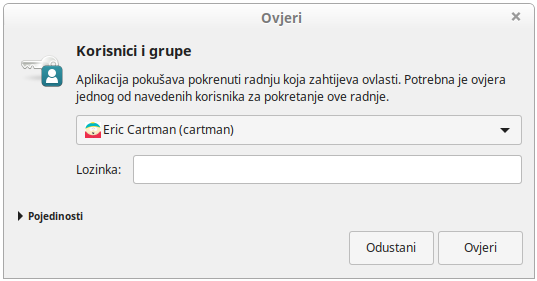 Ovjeri
Korisnici i grupe
Aplikacija pokušava pokrenuti radnju koja zahtijeva ovlasti. Potrebna je ovjera
jednog od navedenih korisnika za pokretanje ove radnje.
Eric Cartman (cartman)
Lozinka:
Pojedinosti
Odustani
Ovjeri